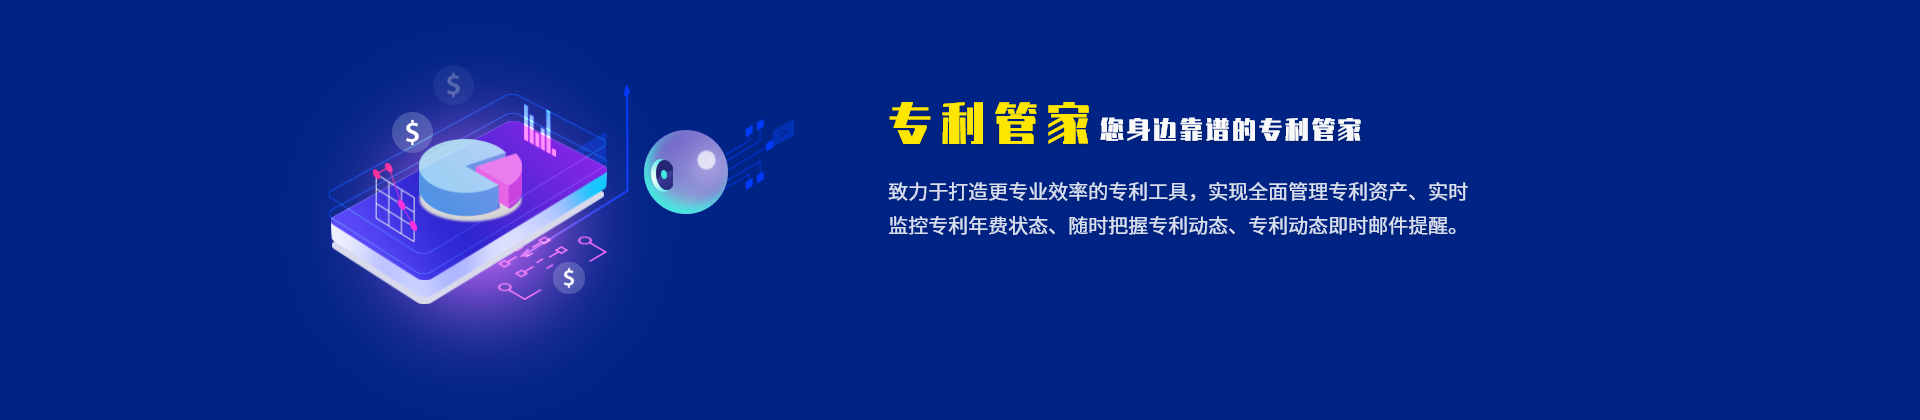 $
$
专利管家 您身边靠谱的专利管家
致力于打造更专业效率的专利工具，实现全面管理专利资产、实时
监控专利年费状态、随时把握专利动态、专利动态即时邮件提醒。
$